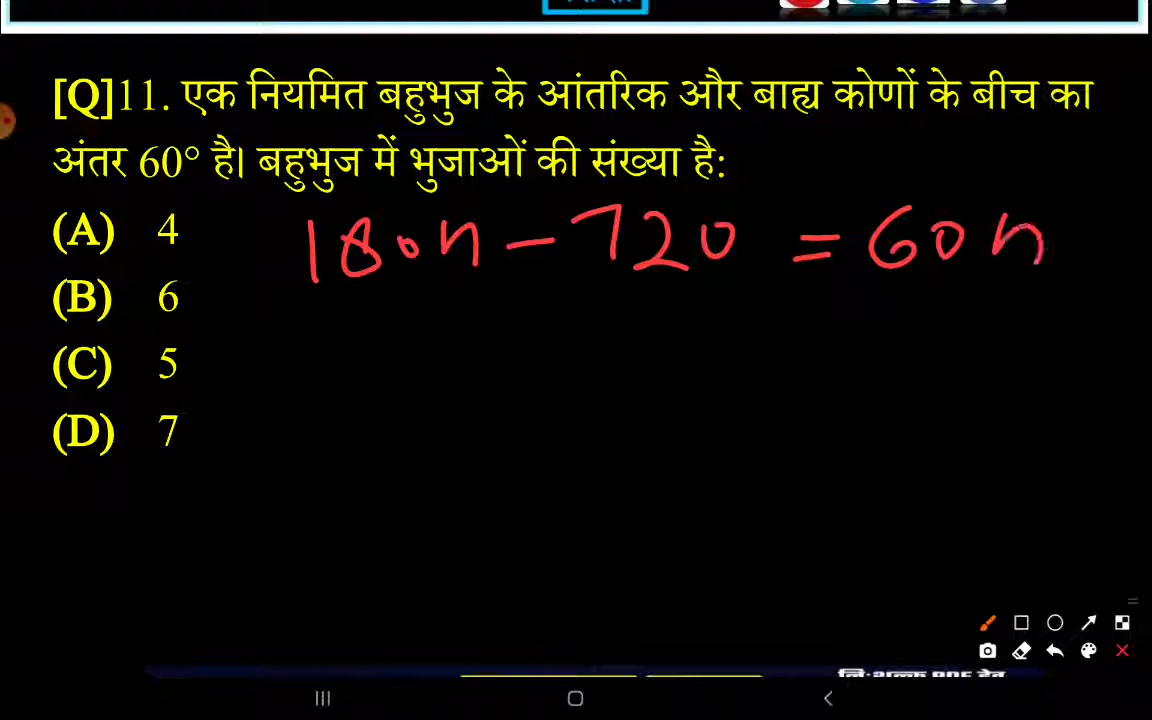 [Q]11. एक नियमित बहुभुज के आंतरिक और बाह्य कोणों के बीच का
अंतर 60° है। बहुभुज में भुजाओं की संख्या है:
(A) 4
180n - 720 = 60n
(B) 6
(C) 5
(D) 7